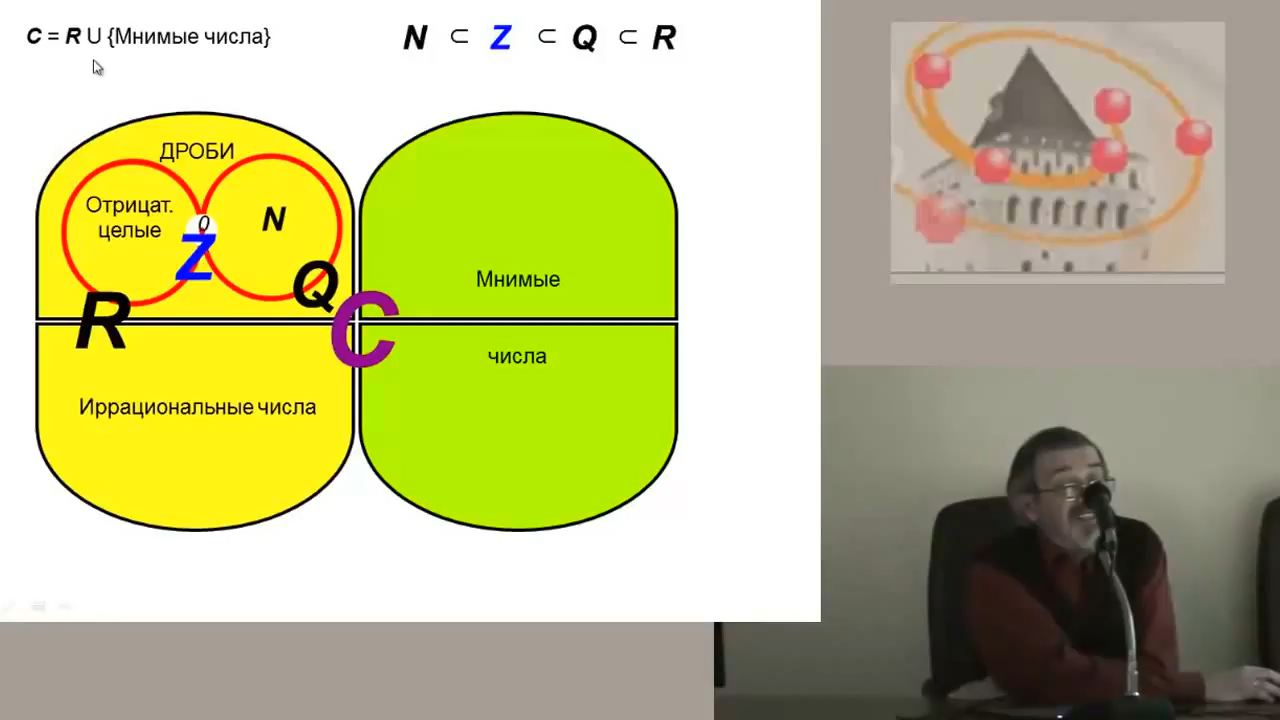 C = R U {Мнимые числа}
N ⊂ Z ⊂ Q ⊂ R
ДРОБИ
Отрицат.
целые
0
N
Z
Q
R
C
Мнимые
числа
Иррациональные числа